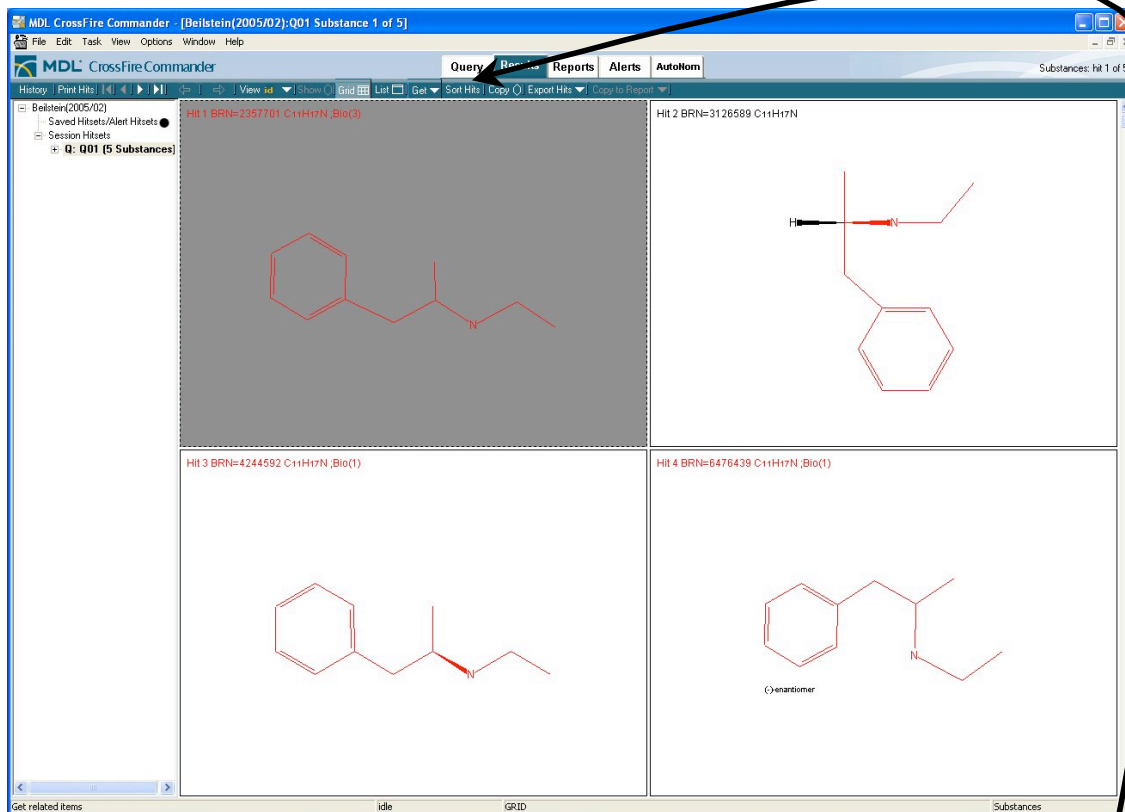 MDL CrossFire Commander - [Beilstein(2005/02):Q01 Substance 1 of 5]
File Edit Task View Options Window Help
MDL CrossFire Commander Query Results Reports Alerts AutoNom Substances: hit 1 of 5
History Print Hits View id Show Grid List Get Sort Hits Copy Export Hits Copy to Report
Beilstein(2005/02)
Saved Hitsets/Alert Hitsets
Session Hitsets
Q: Q01 (5 Substances)
Hit 1 BRN=2357701 C11H17N ;Bio(3)
N
Hit 2 BRN=3126589 C11H17N
H N
Hit 3 BRN=4244592 C11H17N ;Bio(1)
N
Hit 4 BRN=6476439 C11H17N ;Bio(1)
N
(-)-enantiomer
Get related items idle GRID Substances